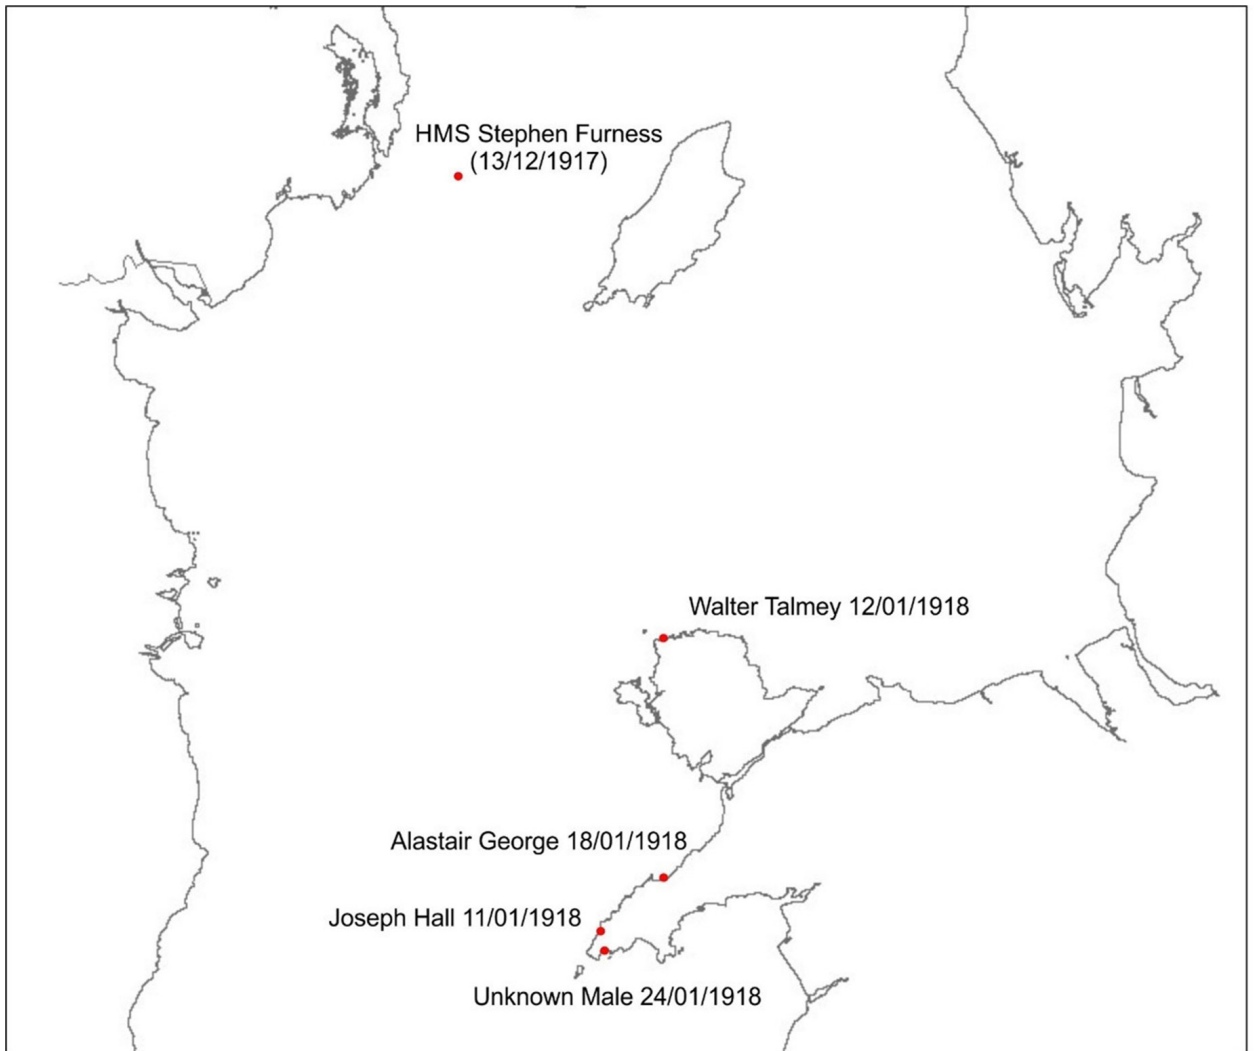 HMS Stephen Furness
(13/12/1917)
Walter Talmey 12/01/1918
Alastair George 18/01/1918
Joseph Hall 11/01/1918
Unknown Male 24/01/1918